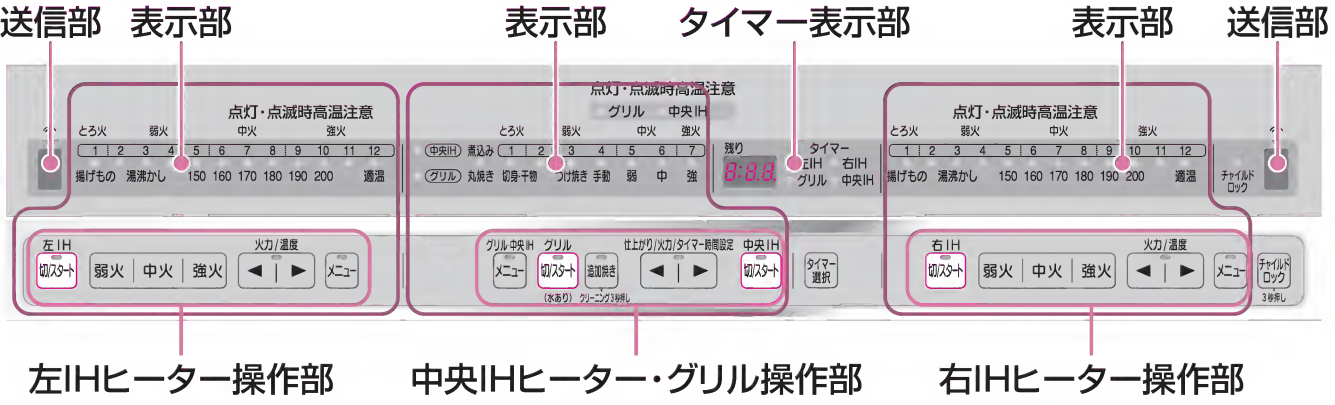 送信部 表示部 表示部 タイマー表示部 表示部 送信部
点灯・点滅時高温注意
グリル 中央IH
点灯・点滅時高温注意
とろ火 弱火 中火 強火
1 2 3 4 5 6 7 8 9 10 11 12
揚げもの 湯沸かし 150 160 170 180 190 200 適温
とろ火 弱火 中火 強火
中央IH 煮込み 1 2 3 4 5 6 7
グリル 丸焼き 切身・干物 つけ焼き 手動 弱 中 強
残り タイマー
8:8.8.
左IH 右IH
グリル 中央IH
点灯・点滅時高温注意
とろ火 弱火 中火 強火
1 2 3 4 5 6 7 8 9 10 11 12
揚げもの 湯沸かし 150 160 170 180 190 200 適温
チャイルド
ロック
左IH 火力/温度
切/スタート 弱火 中火 強火 ◀ ▶ メニュー
グリル・中央IH グリル 仕上がり/火力/タイマー時間設定 中央IH
メニュー 切/スタート 追加焼き ◀ ▶ 切/スタート
(水あり) クリーニング3秒押し
タイマー
選択
右IH 火力/温度
切/スタート 弱火 中火 強火 ◀ ▶ メニュー
チャイルド
ロック
3秒押し
左IHヒーター操作部 中央IHヒーター・グリル操作部 右IHヒーター操作部